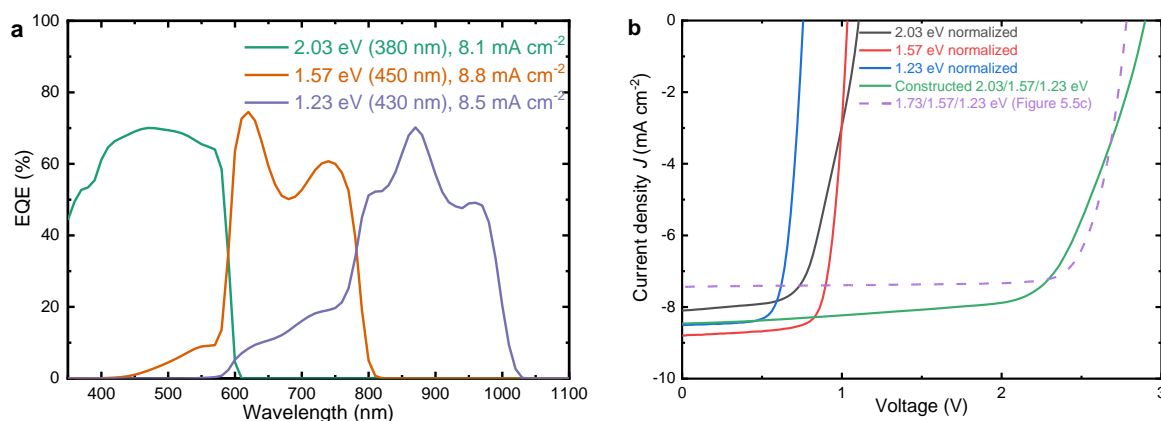 a
2.03 eV (380 nm), 8.1 mA cm-2
1.57 eV (450 nm), 8.8 mA cm-2
1.23 eV (430 nm), 8.5 mA cm-2
100
80
60
40
20
0
EQE (%)
400 500 600 700 800 900 1000 1100
Wavelength (nm)
b
2.03 eV normalized
1.57 eV normalized
1.23 eV normalized
Constructed 2.03/1.57/1.23 eV
1.73/1.57/1.23 eV (Figure 5.5c)
0
-2
-4
-6
-8
-10
Current density J (mA cm-2)
0 1 2 3
Voltage (V)